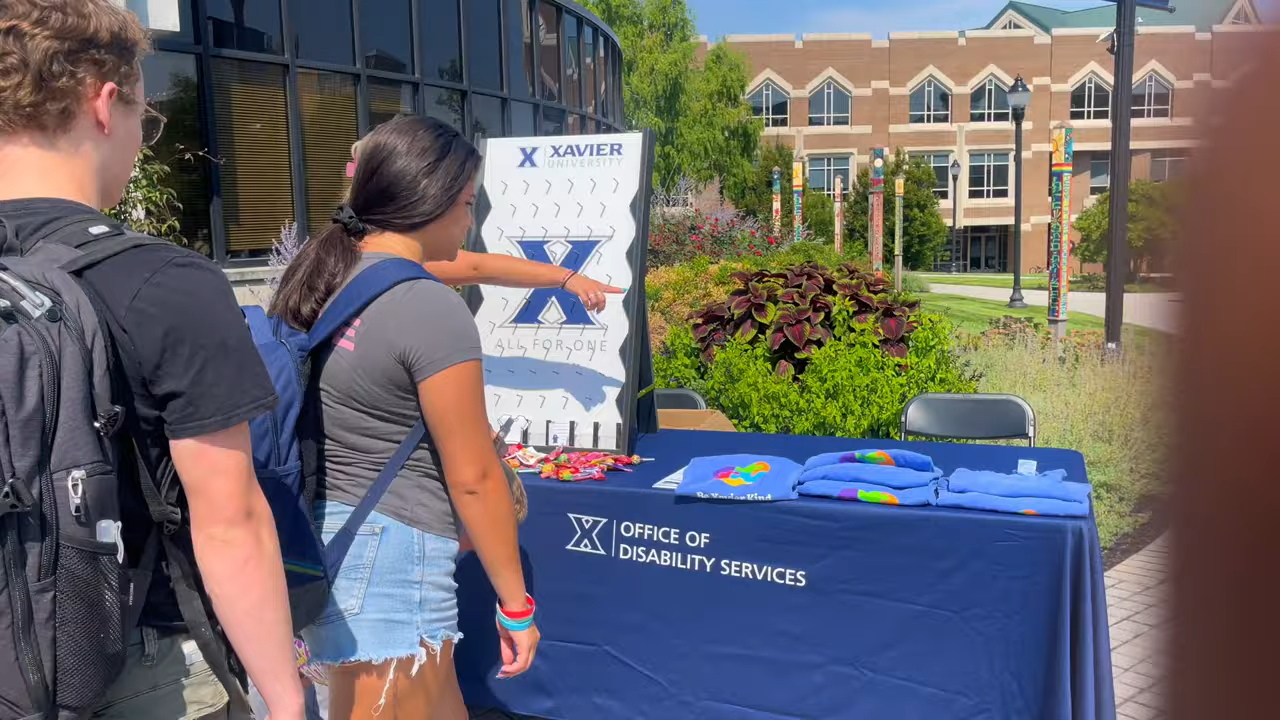 X XAVIER
UNIVERSITY
X
ALL FOR ONE
Be Xavier Kind
X OFFICE OF
DISABILITY SERVICES